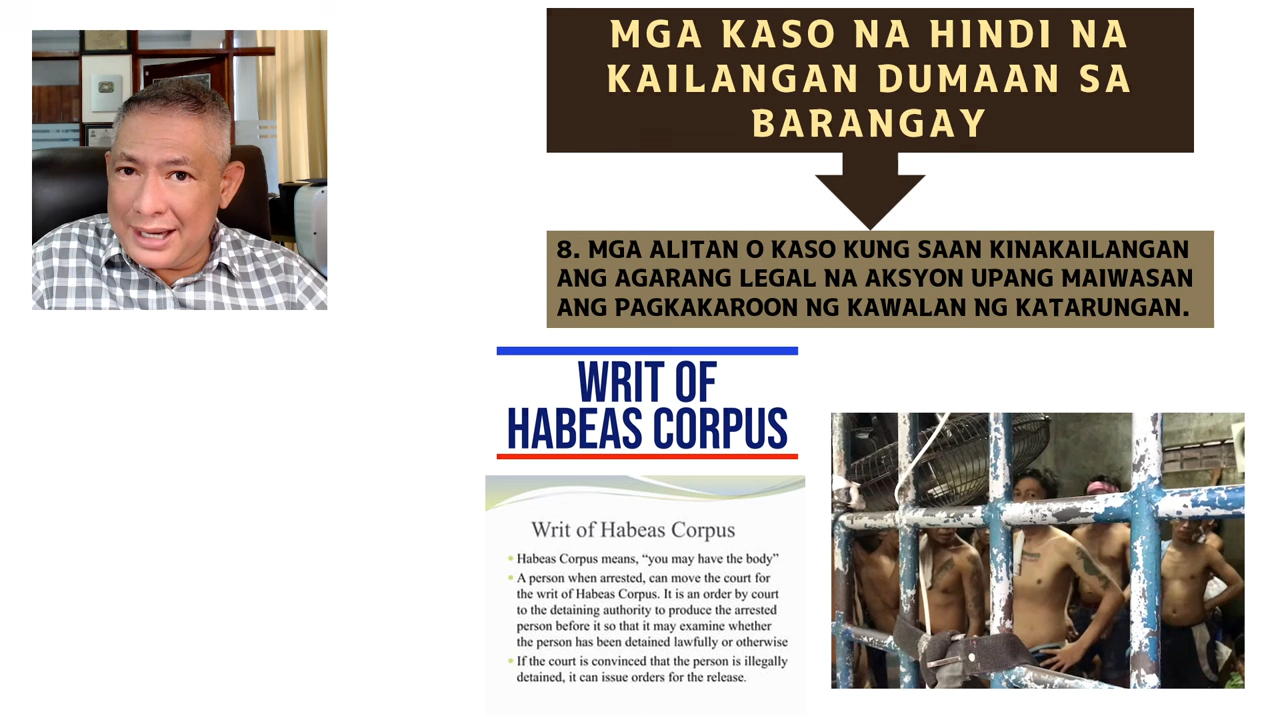 MGA KASO NA HINDI NA
KAILANGAN DUMAAN SA
BARANGAY
8. MGA ALITAN O KASO KUNG SAAN KINAKAILANGAN
ANG AGARANG LEGAL NA AKSYON UPANG MAIWASAN
ANG PAGKAKAROON NG KAWALAN NG KATARUNGAN.
WRIT OF
HABEAS CORPUS
Writ of Habeas Corpus
• Habeas Corpus means, “you may have the body”
• A person when arrested, can move the court for
the writ of Habeas Corpus. It is an order by court
to the detaining authority to produce the arrested
person before it so that it may examine whether
the person has been detained lawfully or otherwise
• If the court is convinced that the person is illegally
detained, it can issue orders for the release.